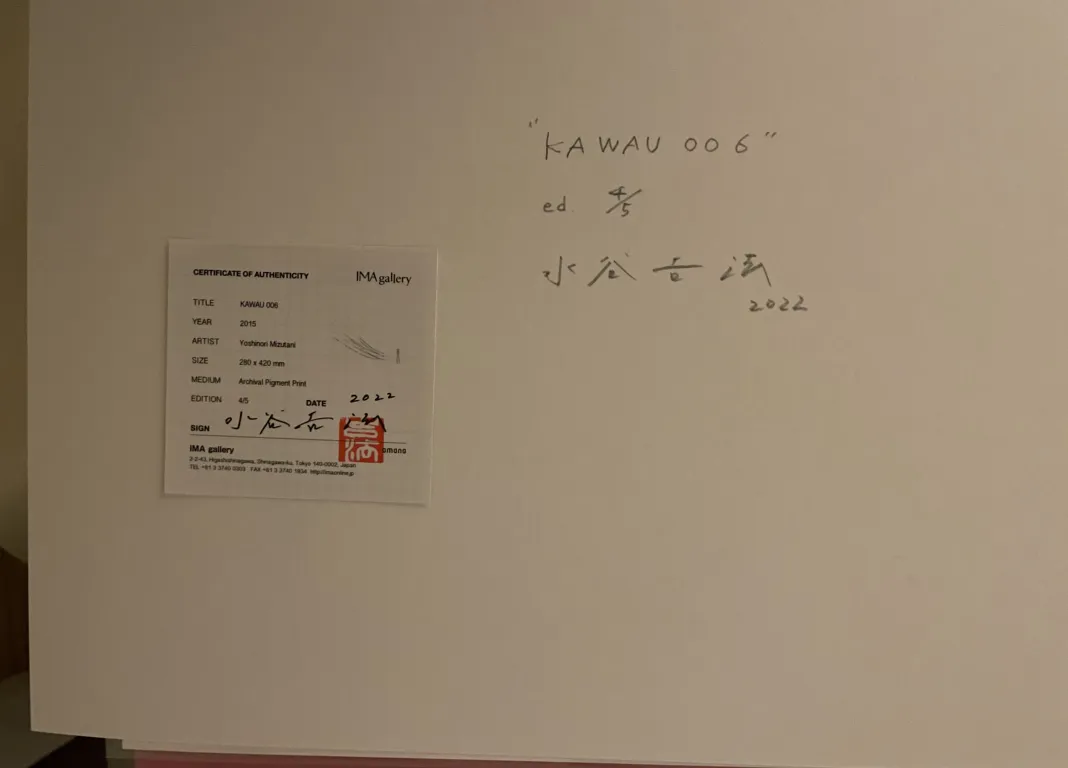 "KAWAU 006"
ed. 4/5
水谷吉法
2022
CERTIFICATE OF AUTHENTICITY
IMA gallery
TITLE KAWAU 006
YEAR 2015
ARTIST Yoshinori Mizutani
SIZE 280 x 420 mm
MEDIUM Archival Pigment Print
EDITION 4/5 DATE 2022
SIGN 水谷吉法
IMA gallery amana
2-2-43, Higashishinagawa, Shinagawa-ku, Tokyo 140-0002, Japan
TEL +81 3 3740 0303 FAX +81 3 3740 1834 http://imaonline.jp